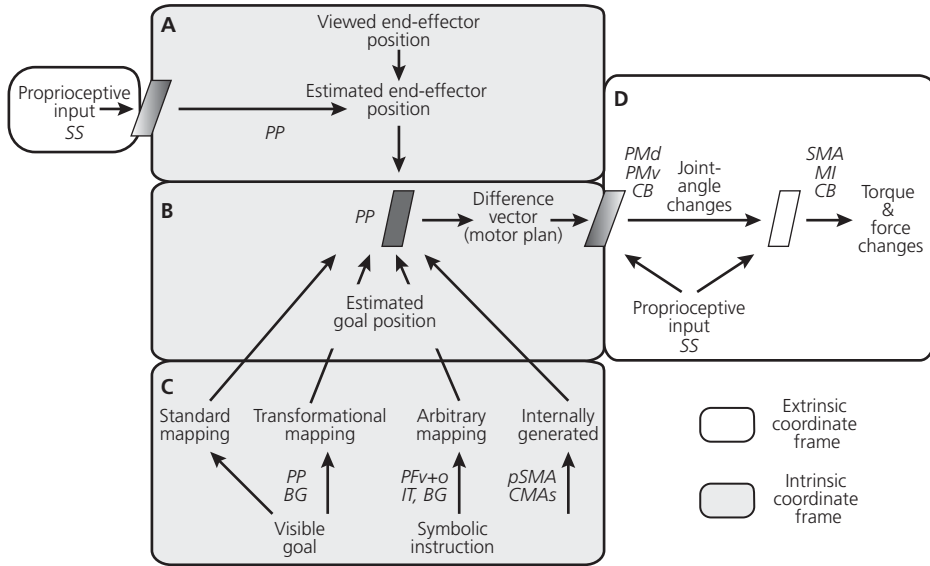 A
Viewed end-effector
position
Proprioceptive
input
SS
Estimated end-effector
position
PP
B
PP
Difference
vector
(motor plan)
Estimated
goal position
C
Standard
mapping
Transformational
mapping
Arbitrary
mapping
Internally
generated
PP
BG
PFv+o
IT, BG
pSMA
CMAs
Visible
goal
Symbolic
instruction
D
PMd
PMv
CB
Joint-
angle
changes
SMA
MI
CB
Torque
&
force
changes
Proprioceptive
input
SS
Extrinsic
coordinate
frame
Intrinsic
coordinate
frame